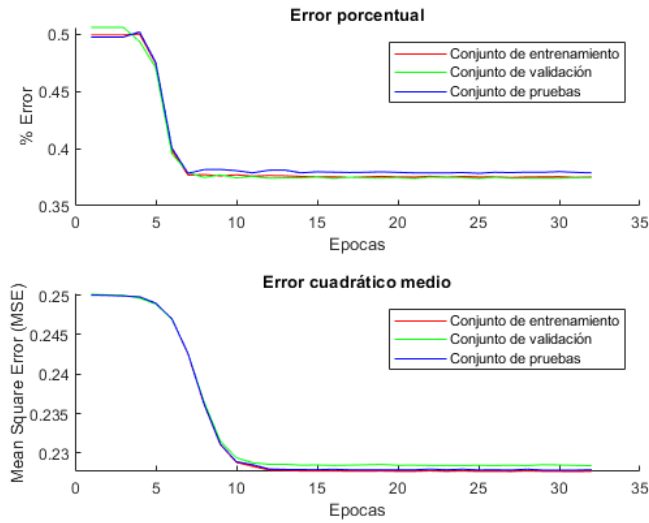 Error porcentual
0.5
0.45
0.4
0.35
% Error
Conjunto de entrenamiento
Conjunto de validación
Conjunto de pruebas
0 5 10 15 20 25 30 35
Epocas
Error cuadrático medio
0.25
0.245
0.24
0.235
0.23
Mean Square Error (MSE)
Conjunto de entrenamiento
Conjunto de validación
Conjunto de pruebas
0 5 10 15 20 25 30 35
Epocas